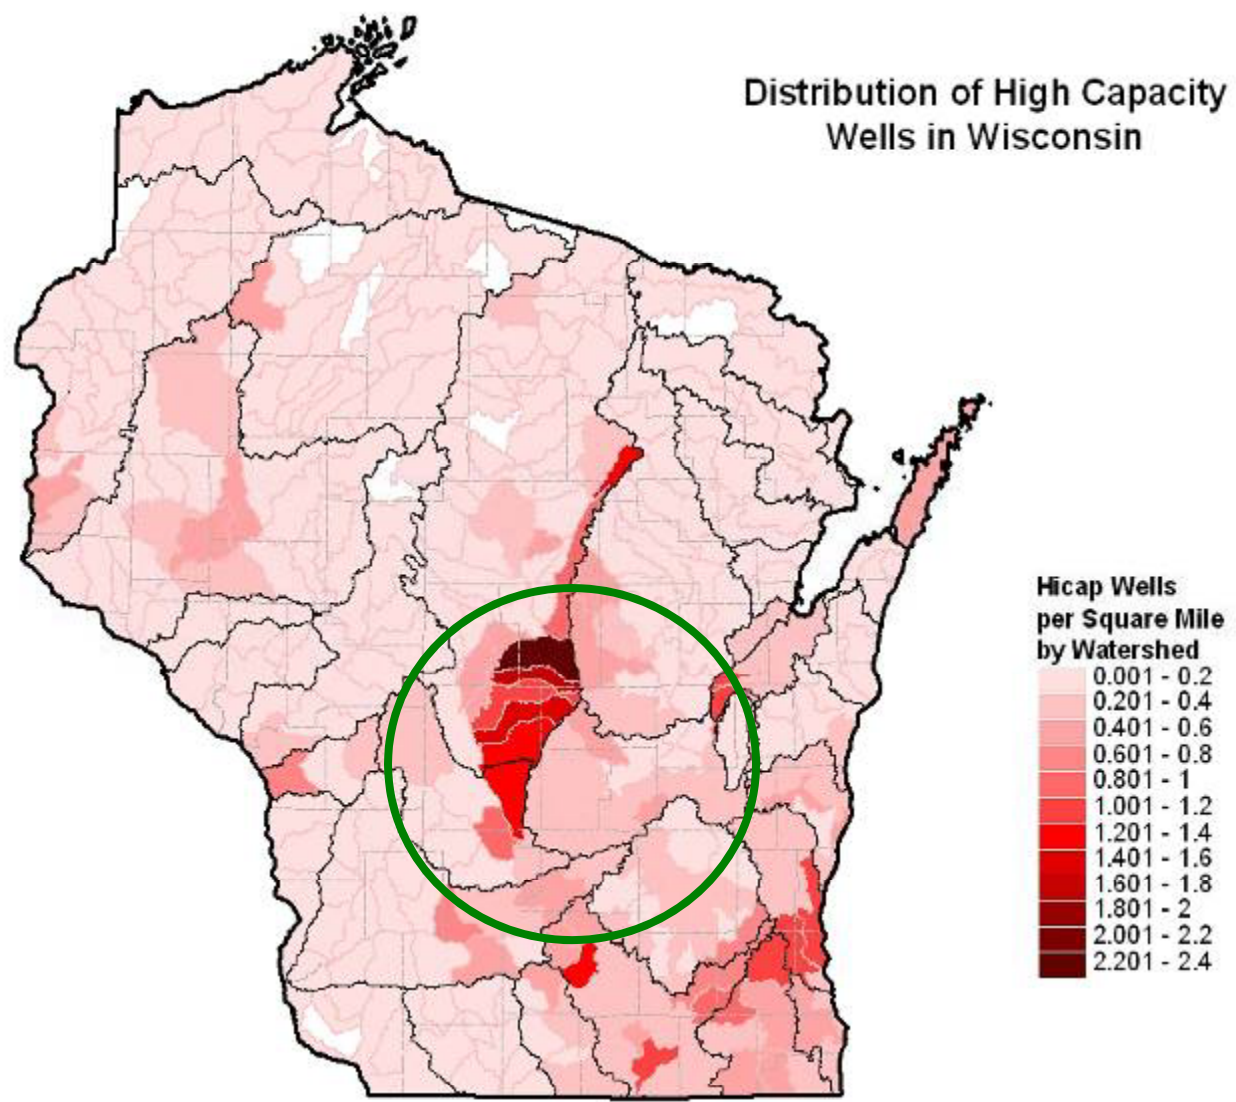 Distribution of High Capacity
Wells in Wisconsin
Hicap Wells
per Square Mile
by Watershed
0.001 - 0.2
0.201 - 0.4
0.401 - 0.6
0.601 - 0.8
0.801 - 1
1.001 - 1.2
1.201 - 1.4
1.401 - 1.6
1.601 - 1.8
1.801 - 2
2.001 - 2.2
2.201 - 2.4